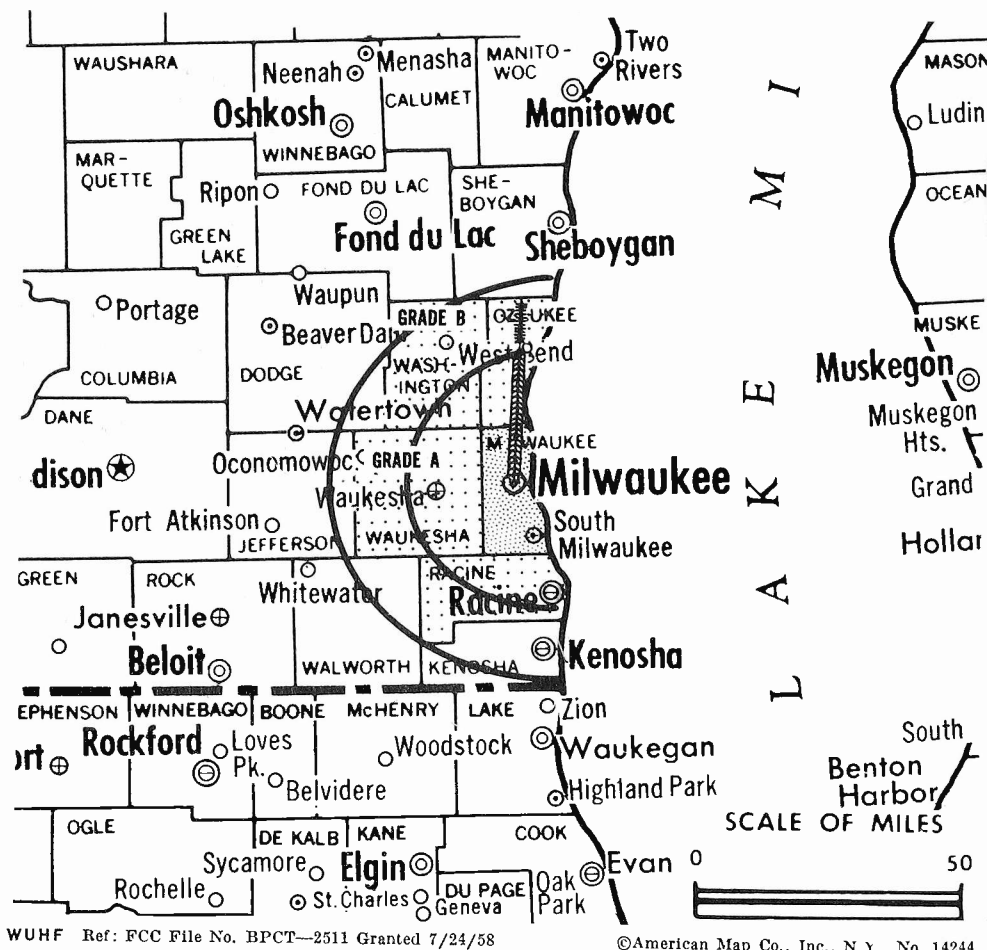 WAUSHARA
Neenah
Menasha
MANITO-
WOC
Two
Rivers
MASON
CALUMET
Oshkosh
Manitowoc
Ludin
WINNEBAGO
MAR-
QUETTE
Ripon
FOND DU LAC
SHE-
BOYGAN
OCEAN
Fond du Lac
Sheboygan
GREEN
LAKE
Waupun
Portage
Beaver Dam
GRADE B
OZAUKEE
MUSKE
West Bend
WASH-
INGTON
COLUMBIA
DODGE
Muskegon
DANE
Watertown
Muskegon
Hts.
MILWAUKEE
Oconomowoc
GRADE A
dison
Milwaukee
Waukesha
Grand
Fort Atkinson
South
Milwaukee
JEFFERSON
WAUKESHA
Hollan
GREEN
ROCK
Whitewater
RACINE
Racine
Janesville
Beloit
WALWORTH
KENOSHA
Kenosha
LAKE MI
EPHENSON
WINNEBAGO
BOONE
McHENRY
LAKE
Zion
ort
Rockford
Loves
Pk.
Woodstock
Waukegan
South
Belvidere
Highland Park
Benton
Harbor
SCALE OF MILES
0 50
OGLE
DE KALB
KANE
COOK
Sycamore
Elgin
Evan
Rochelle
St. Charles
Geneva
DU PAGE
Oak
Park
WUHF Ref: FCC File No. BPCT—2511 Granted 7/24/58
©American Map Co., Inc., N.Y. No. 14244